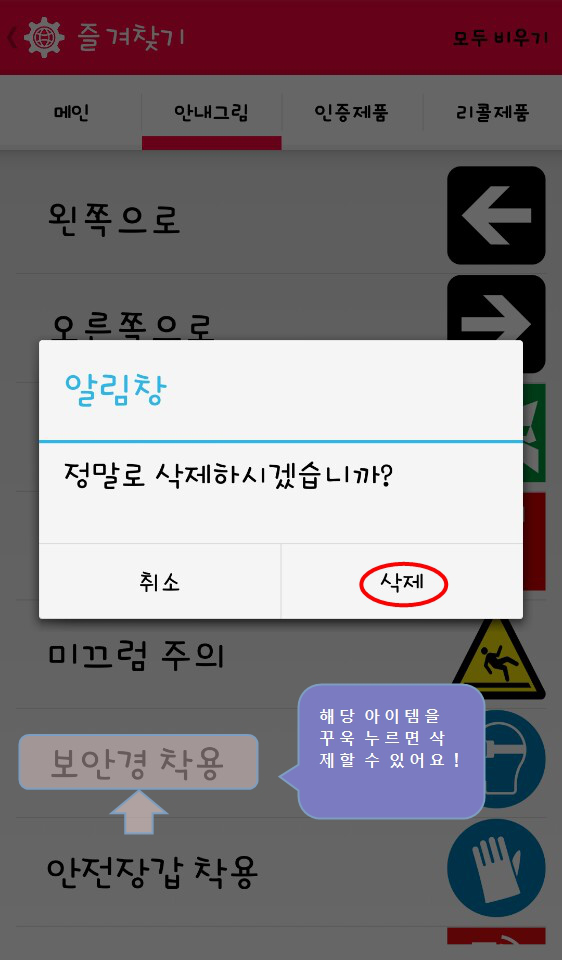 즐겨찾기
모두 비우기
메인
안내그림
인증제품
리콜제품
왼쪽으로
오른쪽으로
알림창
정말로 삭제하시겠습니까?
취소
삭제
미끄럼 주의
해당 아이템을
꾸욱 누르면 삭
제할 수 있어요!
보안경 착용
안전장갑 착용